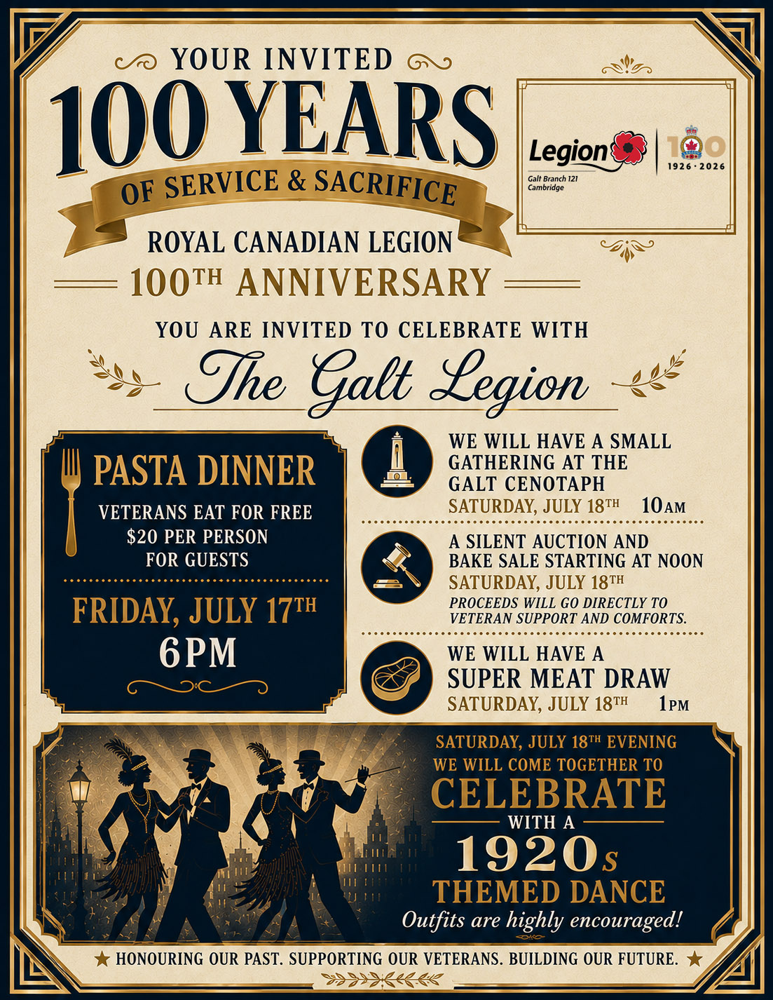 YOUR INVITED
100 YEARS
OF SERVICE & SACRIFICE
ROYAL CANADIAN LEGION
100TH ANNIVERSARY
Legion
Galt Branch 121
Cambridge
100
LEGION
1926·2026
YOU ARE INVITED TO CELEBRATE WITH
The Galt Legion
PASTA DINNER
VETERANS EAT FOR FREE
$20 PER PERSON
FOR GUESTS
FRIDAY, JULY 17TH
6PM
WE WILL HAVE A SMALL
GATHERING AT THE
GALT CENOTAPH
SATURDAY, JULY 18TH 10AM
A SILENT AUCTION AND
BAKE SALE STARTING AT NOON
SATURDAY, JULY 18TH
PROCEEDS WILL GO DIRECTLY TO
VETERAN SUPPORT AND COMFORTS.
WE WILL HAVE A
SUPER MEAT DRAW
SATURDAY, JULY 18TH 1PM
SATURDAY, JULY 18TH EVENING
WE WILL COME TOGETHER TO
CELEBRATE
WITH A
1920s
THEMED DANCE
Outfits are highly encouraged!
HONOURING OUR PAST. SUPPORTING OUR VETERANS. BUILDING OUR FUTURE.